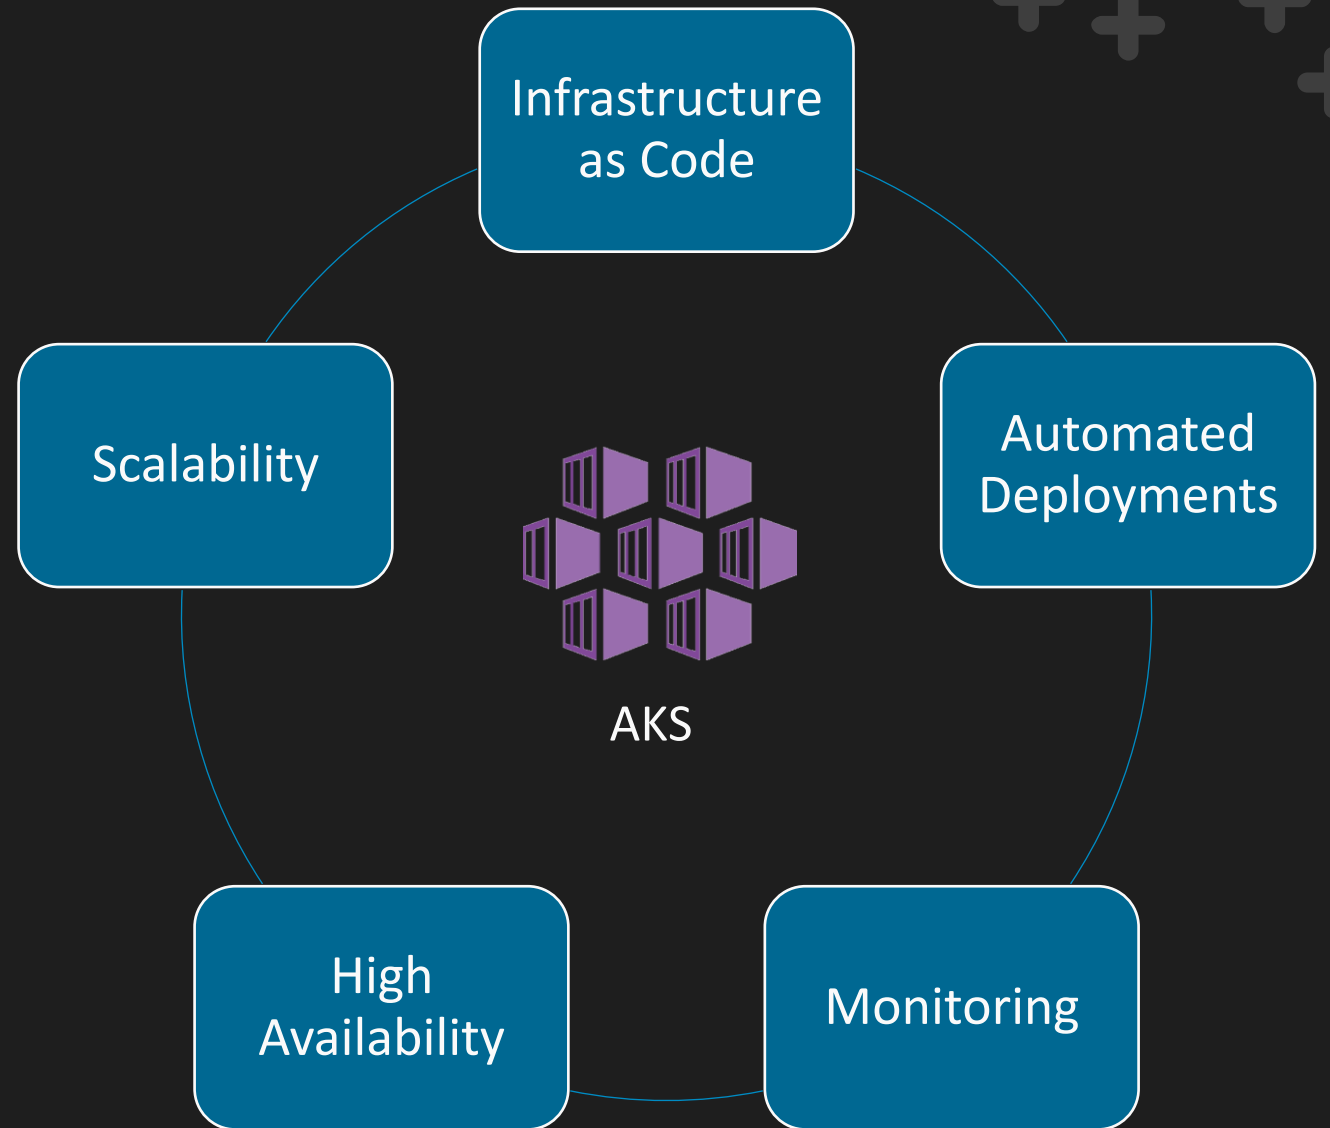 Infrastructure
as Code
Scalability
Automated
Deployments
AKS
High
Availability
Monitoring